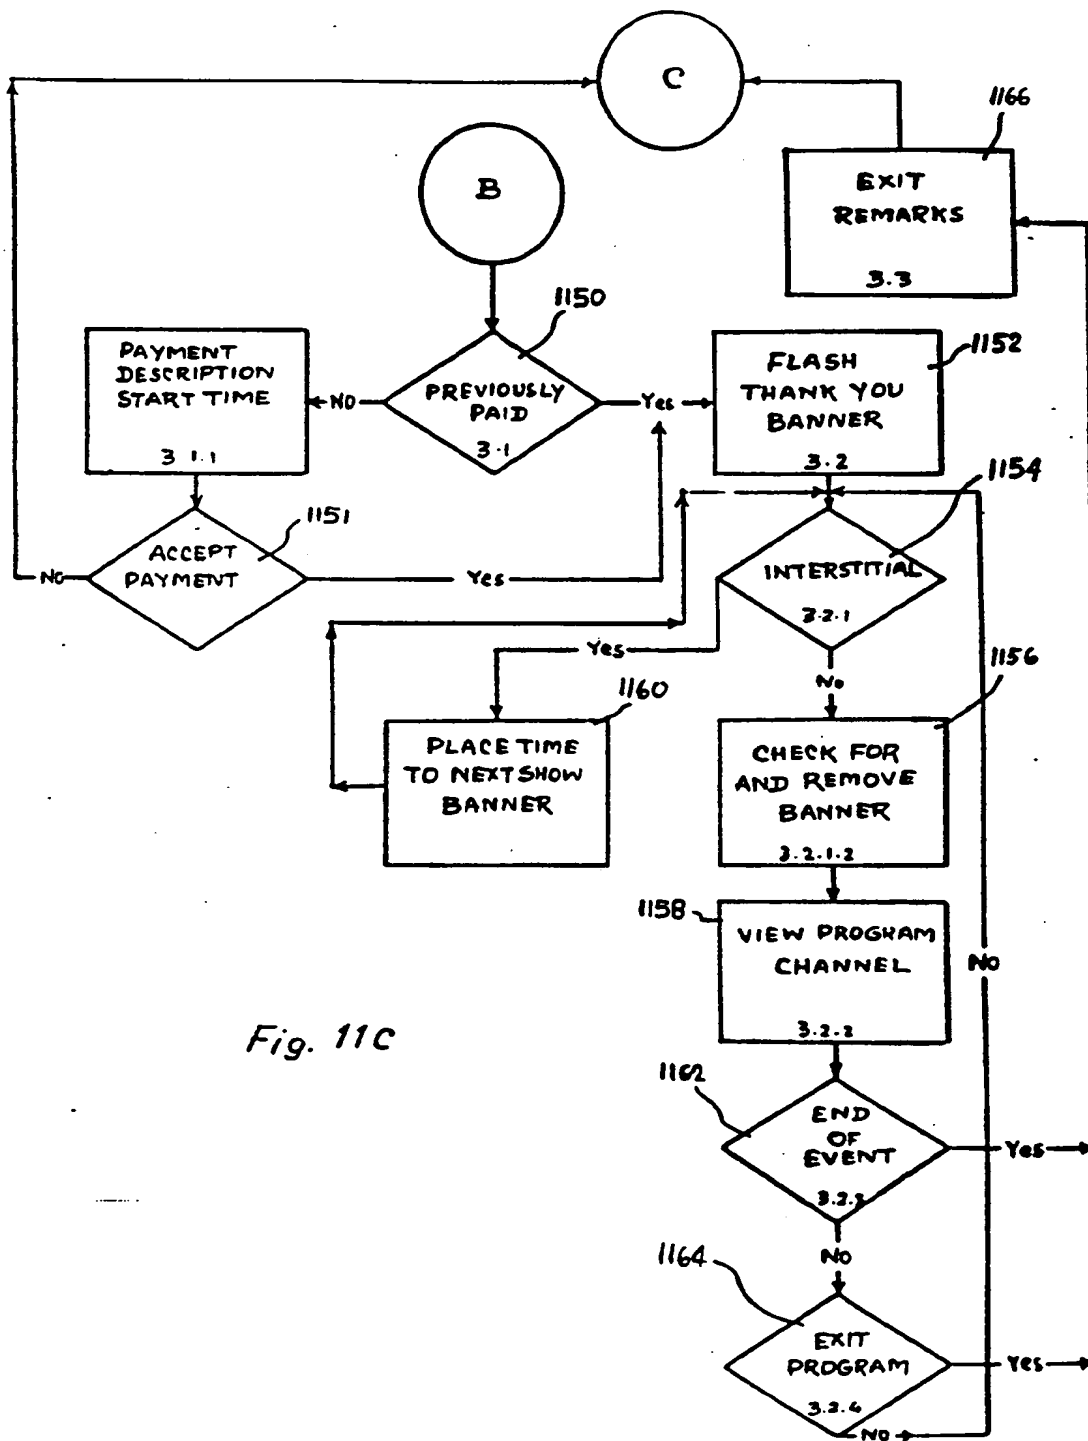 C
1166
EXIT
REMARKS
3.3
B
1150
PREVIOUSLY
PAID
3.1
NO
Yes
PAYMENT
DESCRIPTION
START TIME
3.1.1
1152
FLASH
THANK YOU
BANNER
3.2
1151
ACCEPT
PAYMENT
No
Yes
1154
INTERSTITIAL
3.2.1
Yes
No
1160
PLACE TIME
TO NEXT SHOW
BANNER
1156
CHECK FOR
AND REMOVE
BANNER
3.2.1.2
1158
VIEW PROGRAM
CHANNEL
3.2.2
NO
Fig. 11C
1162
END
OF
EVENT
3.2.3
Yes
NO
1164
EXIT
PROGRAM
3.2.4
Yes
NO